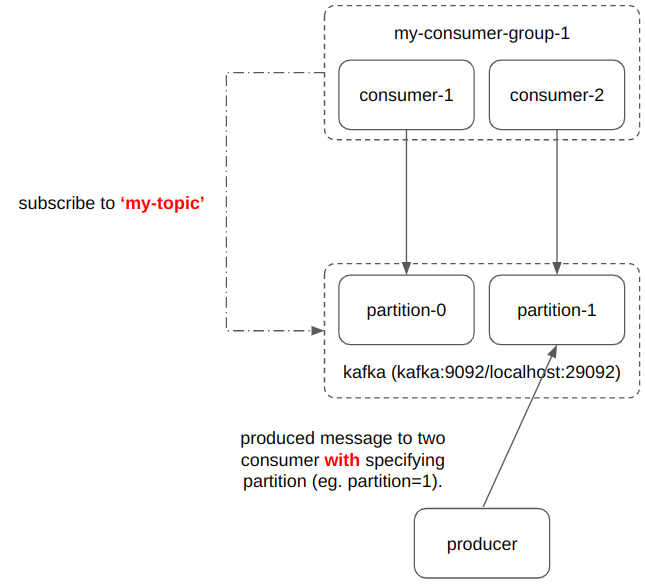 my-consumer-group-1
consumer-1
consumer-2
subscribe to ‘my-topic’
partition-0
partition-1
kafka (kafka:9092/localhost:29092)
produced message to two
consumer with specifying
partition (eg. partition=1).
producer